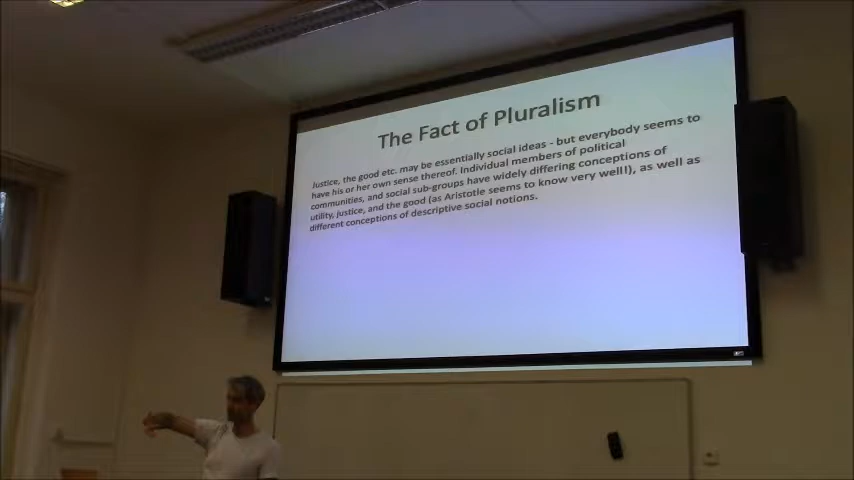 The Fact of Pluralism
Justice, the good etc. may be essentially social ideas - but everybody seems to
have his or her own sense thereof. Individual members of political
communities, and social sub-groups have widely differing conceptions of
utility, justice, and the good (as Aristotle seems to know very well!), as well as
different conceptions of descriptive social notions.